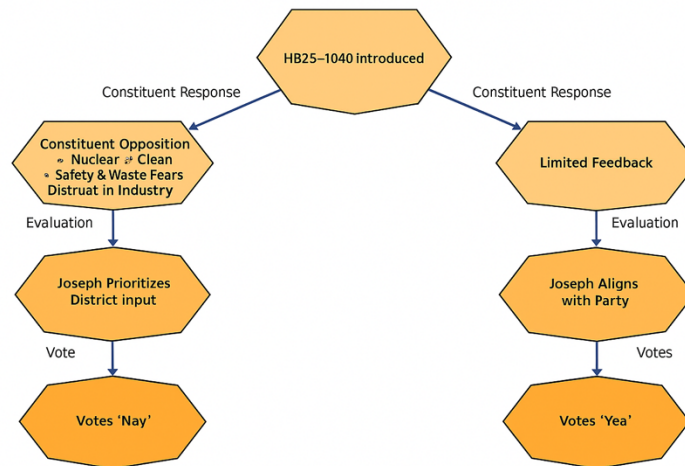 HB25–1040 introduced
Constituent Response
Constituent Response
Constituent Opposition
Nuclear ≠ Clean
Safety & Waste Fears
Distruat in Industry
Limited Feedback
Evaluation
Evaluation
Joseph Prioritizes
District input
Joseph Aligns
with Party
Vote
Votes
Votes ‘Nay’
Votes ‘Yea’